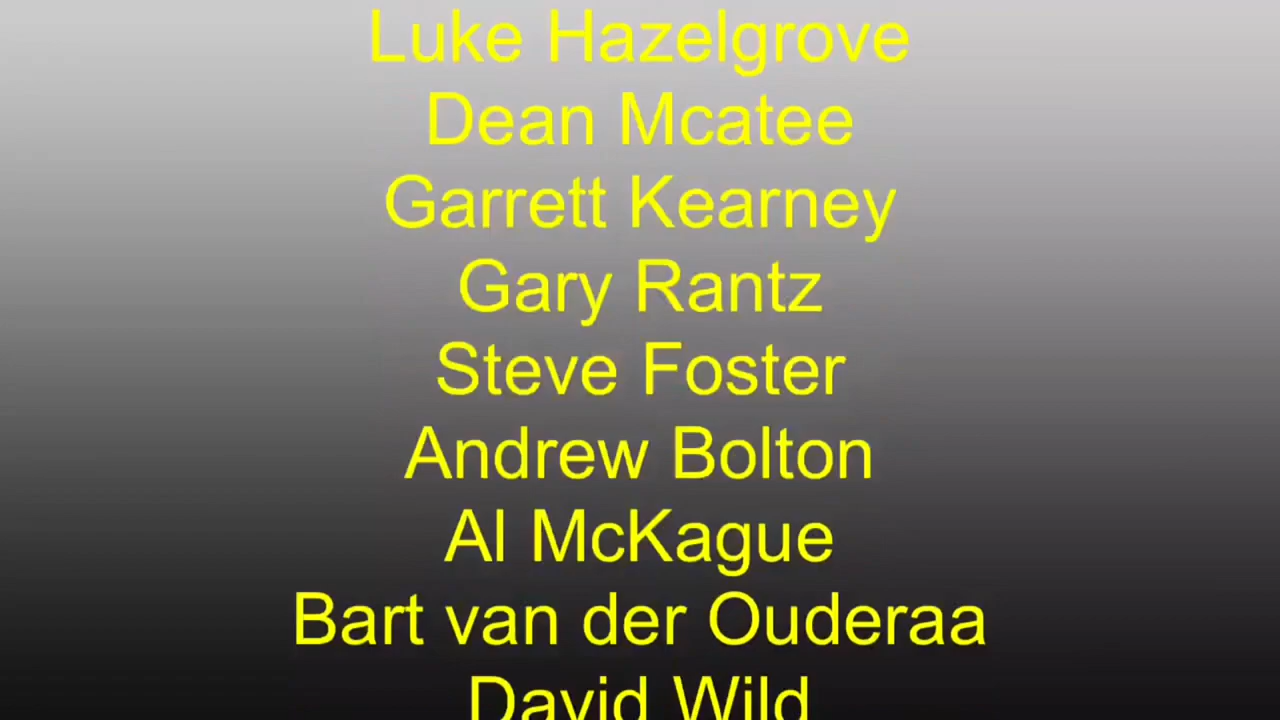 Luke Hazelgrove
Dean Mcatee
Garrett Kearney
Gary Rantz
Steve Foster
Andrew Bolton
Al McKague
Bart van der Ouderaa
David Wild